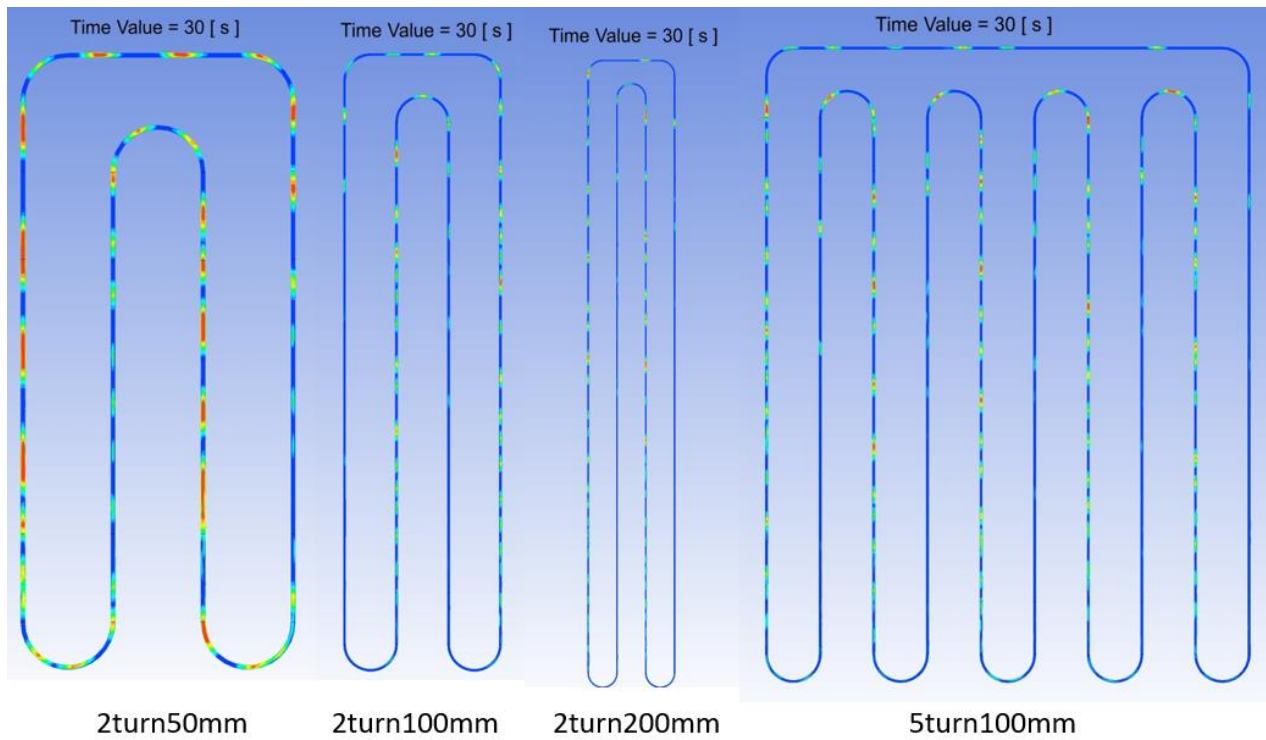 Time Value = 30 [ s ]
Time Value = 30 [ s ]
Time Value = 30 [ s ]
Time Value = 30 [ s ]
2turn50mm
2turn100mm
2turn200mm
5turn100mm